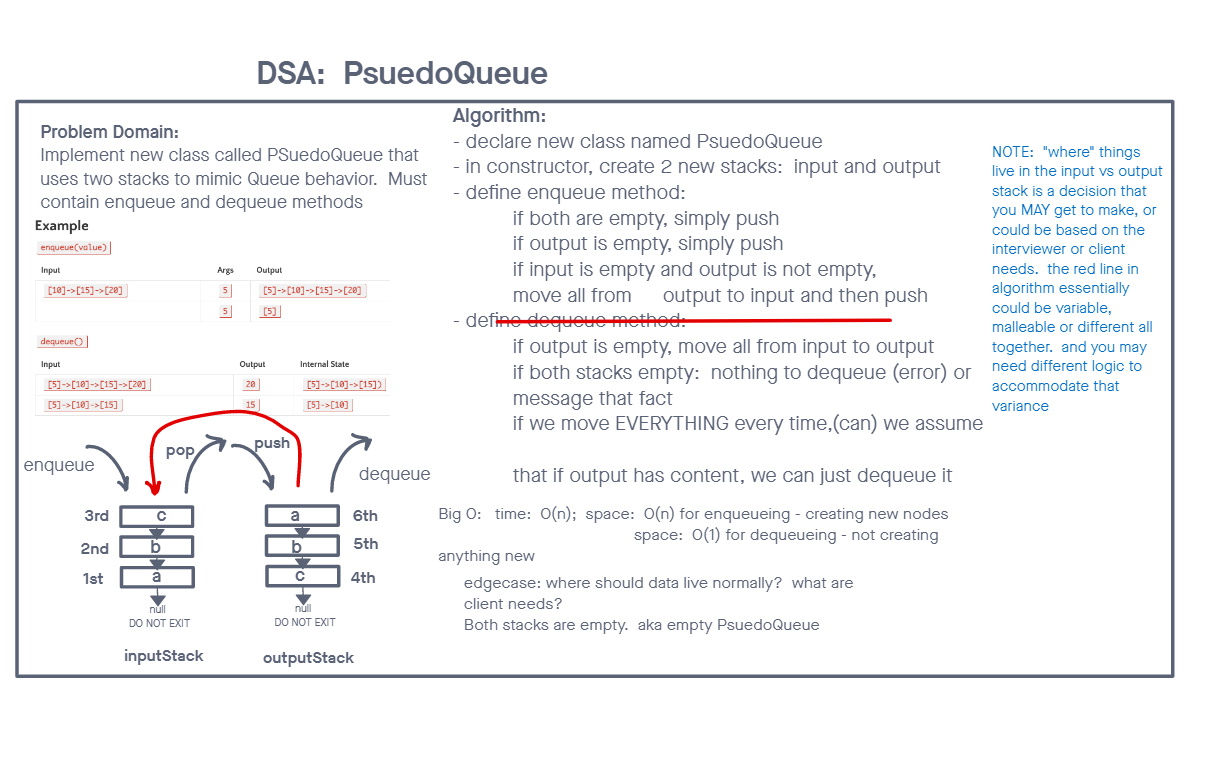 DSA: PsuedoQueue
Problem Domain:
Implement new class called PSuedoQueue that
uses two stacks to mimic Queue behavior. Must
contain enqueue and dequeue methods
Example
enqueue(value)
Input Args Output
[10]->[15]->[20] 5 [5]->[10]->[15]->[20]
5 [5]
dequeue()
Input Output Internal State
[5]->[10]->[15]->[20] 20 [5]->[10]->[15])
[5]->[10]->[15] 15 [5]->[10]
enqueue
pop
push
dequeue
3rd c a 6th
2nd b b 5th
1st a c 4th
null null
DO NOT EXIT DO NOT EXIT
inputStack outputStack
Algorithm:
- declare new class named PsuedoQueue
- in constructor, create 2 new stacks: input and output
- define enqueue method:
if both are empty, simply push
if output is empty, simply push
if input is empty and output is not empty,
move all from output to input and then push
- define dequeue method:
if output is empty, move all from input to output
if both stacks empty: nothing to dequeue (error) or
message that fact
if we move EVERYTHING every time,(can) we assume
that if output has content, we can just dequeue it
Big O: time: O(n); space: O(n) for enqueueing - creating new nodes
space: O(1) for dequeueing - not creating
anything new
edgecase: where should data live normally? what are
client needs?
Both stacks are empty. aka empty PsuedoQueue
NOTE: "where" things
live in the input vs output
stack is a decision that
you MAY get to make, or
could be based on the
interviewer or client
needs. the red line in
algorithm essentially
could be variable,
malleable or different all
together. and you may
need different logic to
accommodate that
variance